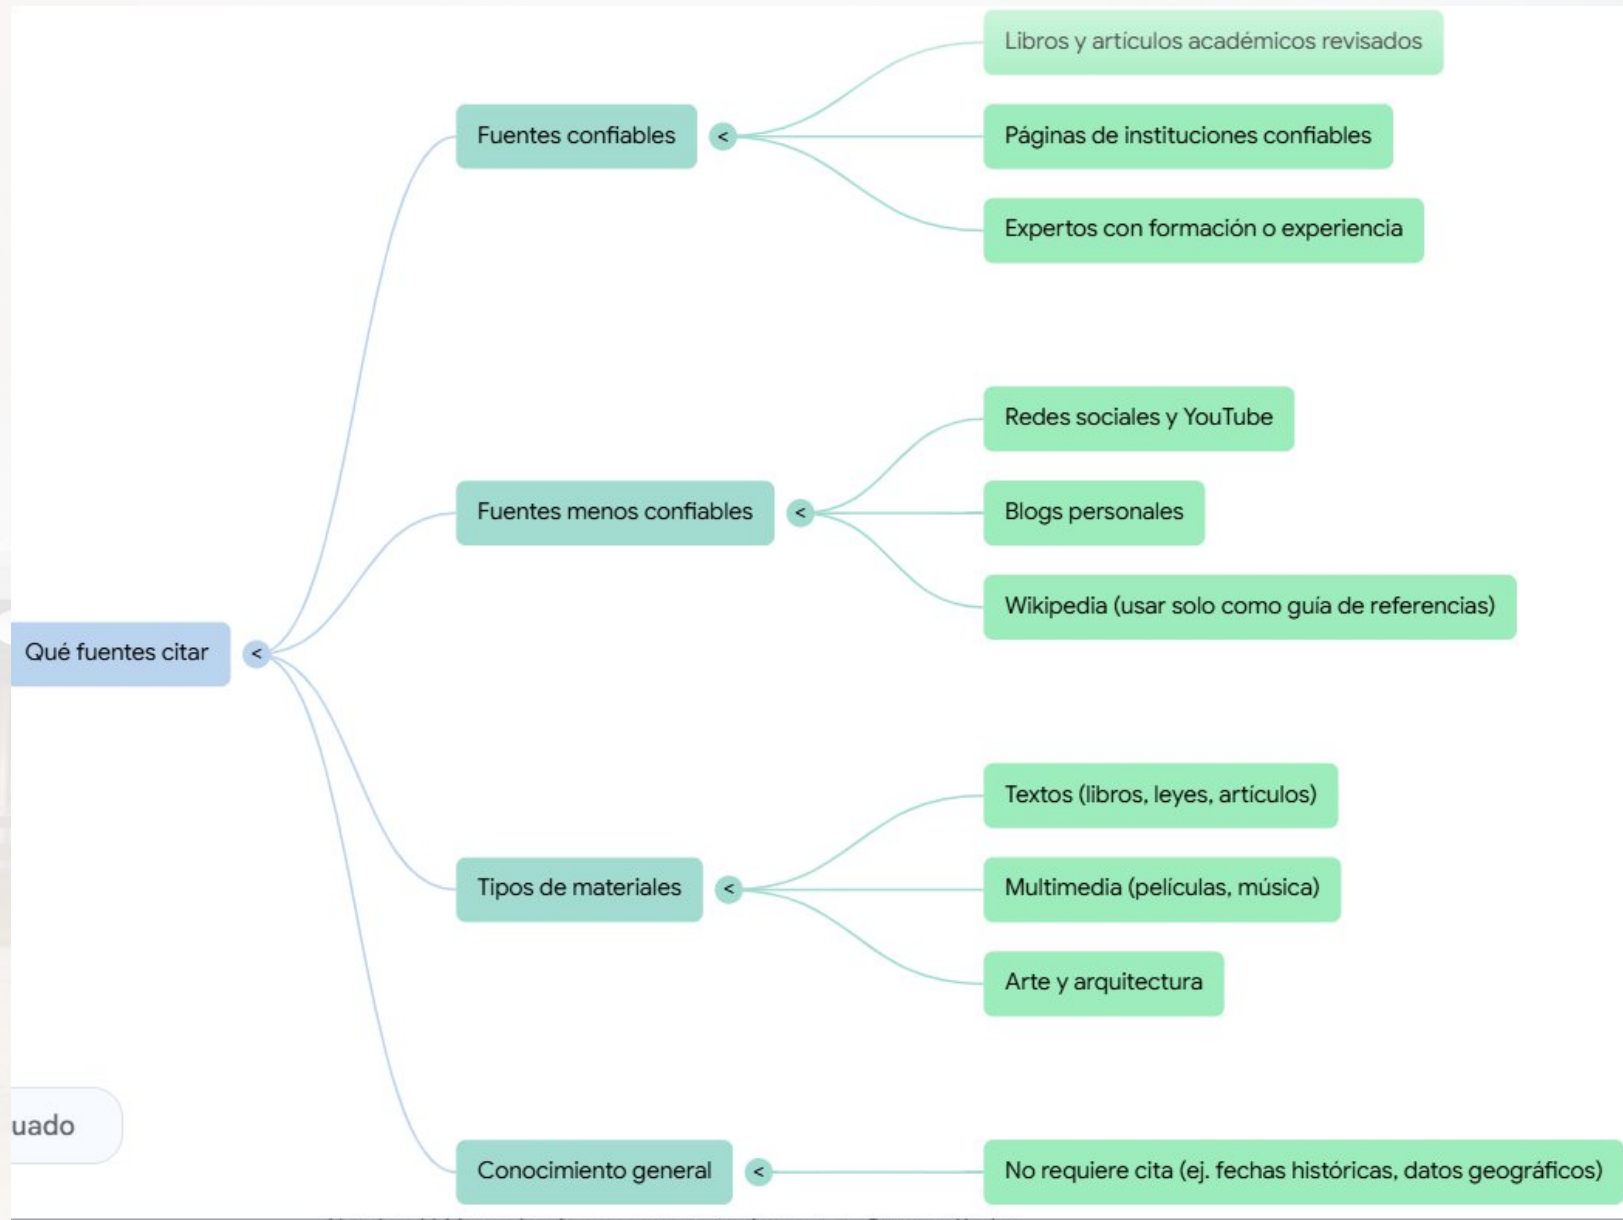 Qué fuentes citar
Fuentes confiables
Libros y artículos académicos revisados
Páginas de instituciones confiables
Expertos con formación o experiencia
Fuentes menos confiables
Redes sociales y YouTube
Blogs personales
Wikipedia (usar solo como guía de referencias)
Tipos de materiales
Textos (libros, leyes, artículos)
Multimedia (películas, música)
Arte y arquitectura
Conocimiento general
No requiere cita (ej. fechas históricas, datos geográficos)
uado